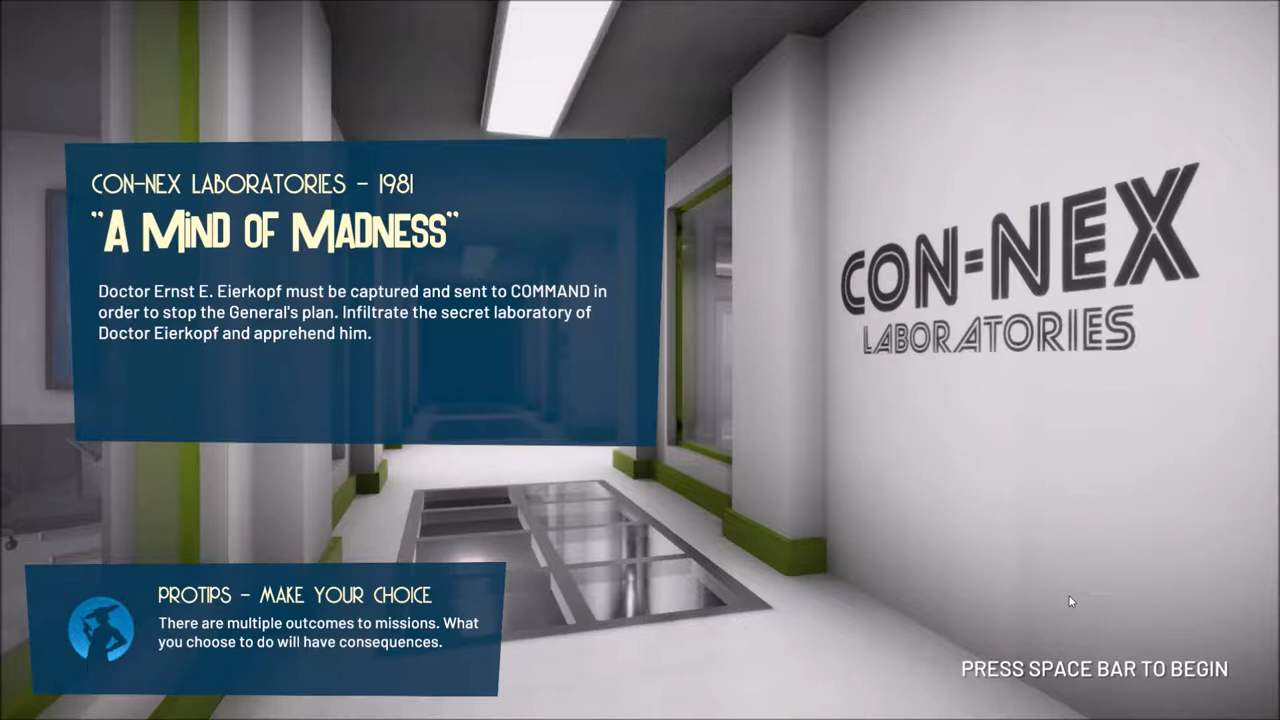 CON-NEX LABORATORIES - 1981
"A MIND OF MADNESS"
Doctor Ernst E. Eierkopf must be captured and sent to COMMAND in
order to stop the General's plan. Infiltrate the secret laboratory of
Doctor Eierkopf and apprehend him.
CON-NEX
LABORATORIES
PROTIPS - MAKE YOUR CHOICE
There are multiple outcomes to missions. What
you choose to do will have consequences.
PRESS SPACE BAR TO BEGIN